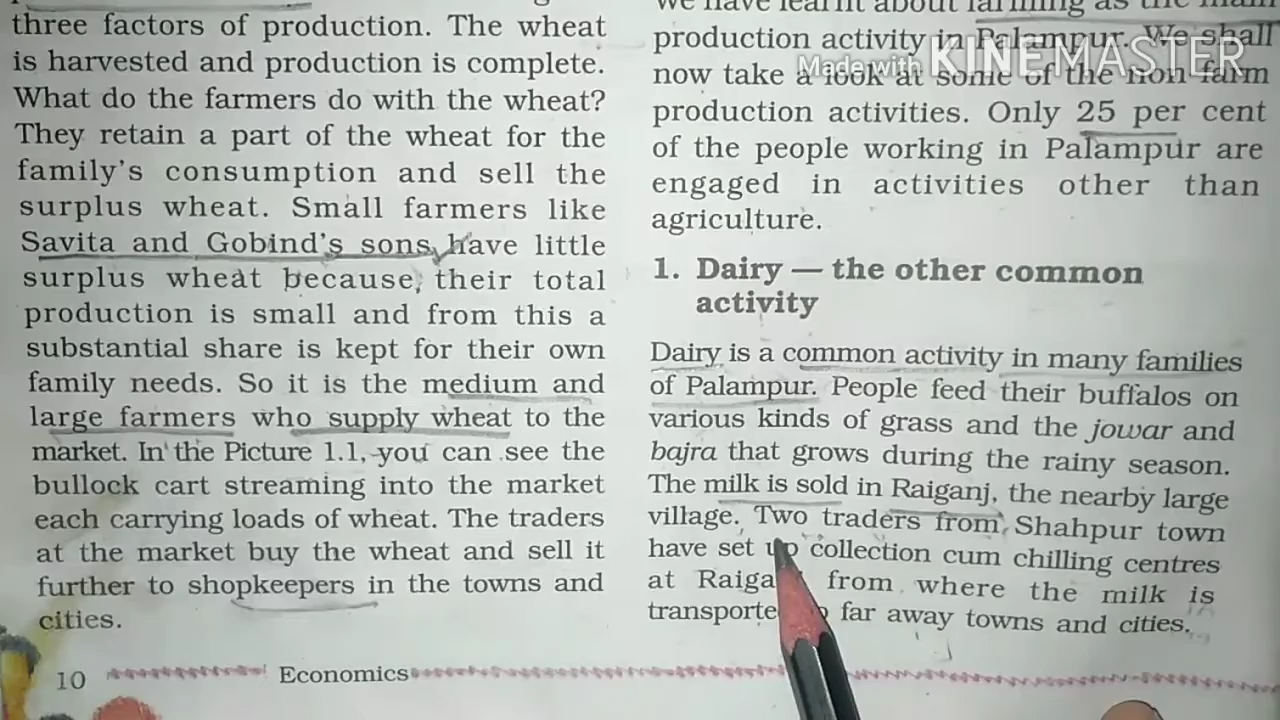 three factors of production. The wheat
is harvested and production is complete.
What do the farmers do with the wheat?
They retain a part of the wheat for the
family's consumption and sell the
surplus wheat. Small farmers like
Savita and Gobind's sons have little
surplus wheat because their total
production is small and from this a
substantial share is kept for their own
family needs. So it is the medium and
large farmers who supply wheat to the
market. In the Picture 1.1, you can see the
bullock cart streaming into the market
each carrying loads of wheat. The traders
at the market buy the wheat and sell it
further to shopkeepers in the towns and
cities.
10 Economics
We have learnt about farming as the main
production activity in Palampur. We shall
now take a look at some of the non farm
production activities. Only 25 per cent
of the people working in Palampur are
engaged in activities other than
agriculture.
1. Dairy — the other common
activity
Dairy is a common activity in many families
of Palampur. People feed their buffalos on
various kinds of grass and the jowar and
bajra that grows during the rainy season.
The milk is sold in Raiganj, the nearby large
village. Two traders from Shahpur town
have set up collection cum chilling centres
at from where the milk is
far away towns and cities.
Made with KINEMASTER